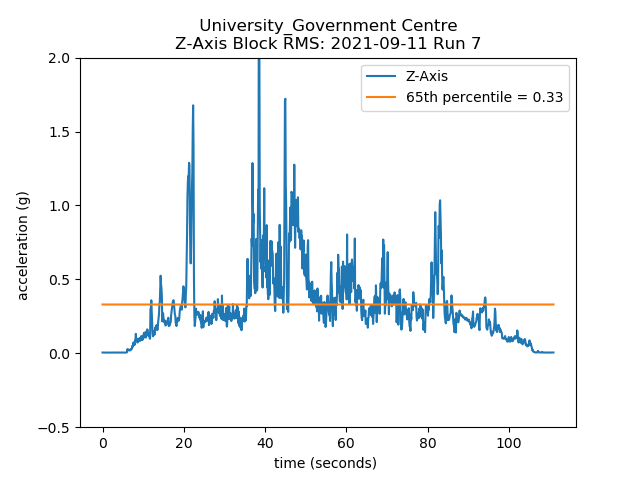 University_Government Centre
Z-Axis Block RMS: 2021-09-11 Run 7
Z-Axis
65th percentile = 0.33
2.0
1.5
1.0
0.5
0.0
−0.5
acceleration (g)
0 20 40 60 80 100
time (seconds)